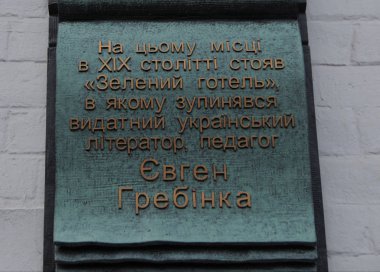 На цьому місці
в XIX столітті стояв
«Зелений готель»,
в якому зупинявся
видатний український
літератор, педагог
Євген
Гребінка